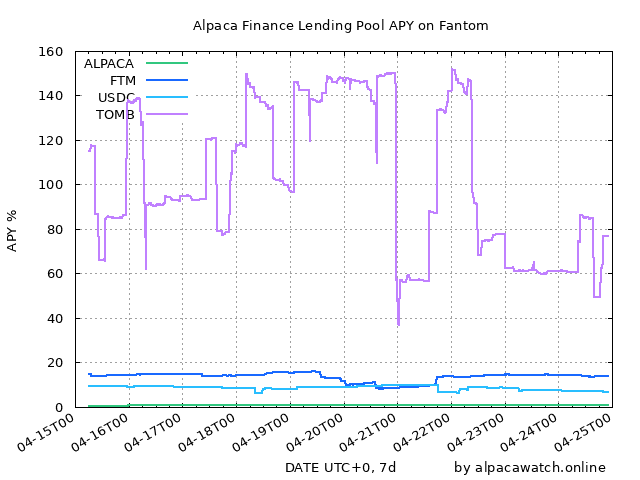 Alpaca Finance Lending Pool APY on Fantom
APY %
160
140
120
100
80
60
40
20
0
ALPACA
FTM
USDC
TOMB
04-15T00
04-16T00
04-17T00
04-18T00
04-19T00
04-20T00
04-21T00
04-22T00
04-23T00
04-24T00
04-25T00
DATE UTC+0, 7d
by alpacawatch.online